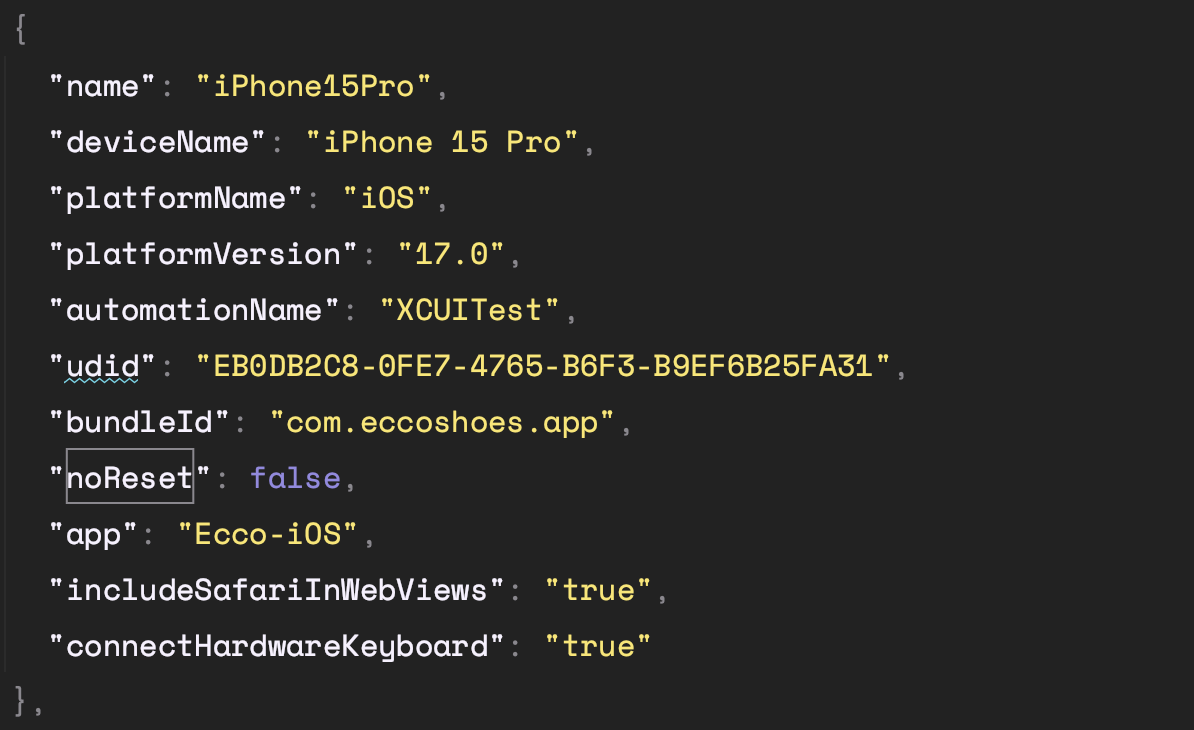 {
"name": "iPhone15Pro",
"deviceName": "iPhone 15 Pro",
"platformName": "iOS",
"platformVersion": "17.0",
"automationName": "XCUITest",
"udid": "EB0DB2C8-0FE7-4765-B6F3-B9EF6B25FA31",
"bundleId": "com.eccoshoes.app",
"noReset": false,
"app": "Ecco-iOS",
"includeSafariInWebViews": "true",
"connectHardwareKeyboard": "true"
},